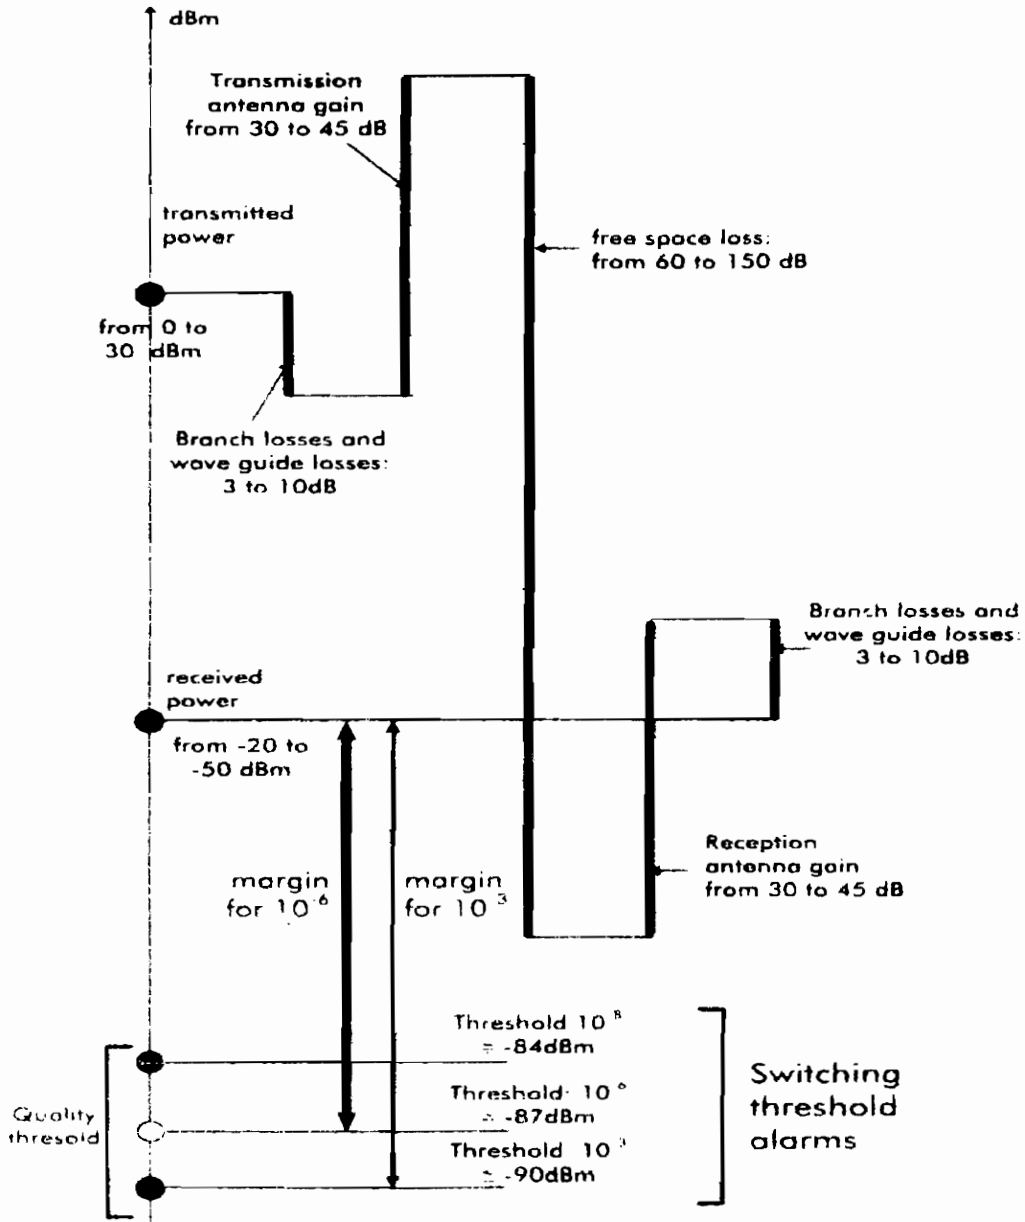 dBm
Transmission
antenna gain
from 30 to 45 dB
transmitted
power
free space loss:
from 60 to 150 dB
from 0 to
30 dBm
Branch losses and
wave guide losses:
3 to 10dB
Branch losses and
wave guide losses:
3 to 10dB
received
power
from -20 to
-50 dBm
Reception
antenna gain
from 30 to 45 dB
margin
for 10⁻⁶
margin
for 10⁻³
Threshold 10⁻⁸
= -84dBm
Threshold 10⁻⁶
= -87dBm
Threshold 10⁻³
= -90dBm
Quality
thresold
Switching
threshold
alarms